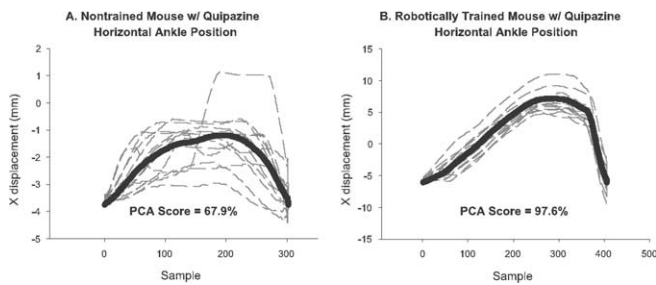 A. Nontrained Mouse w/ Quipazine
Horizontal Ankle Position
2
1
0
-1
-2
-3
-4
-5
X displacement (mm)
PCA Score = 67.9%
0
100
200
300
Sample
B. Robotically Trained Mouse w/ Quipazine
Horizontal Ankle Position
15
10
5
0
-5
-10
-15
X displacement (mm)
PCA Score = 97.6%
0
100
200
300
400
500
Sample